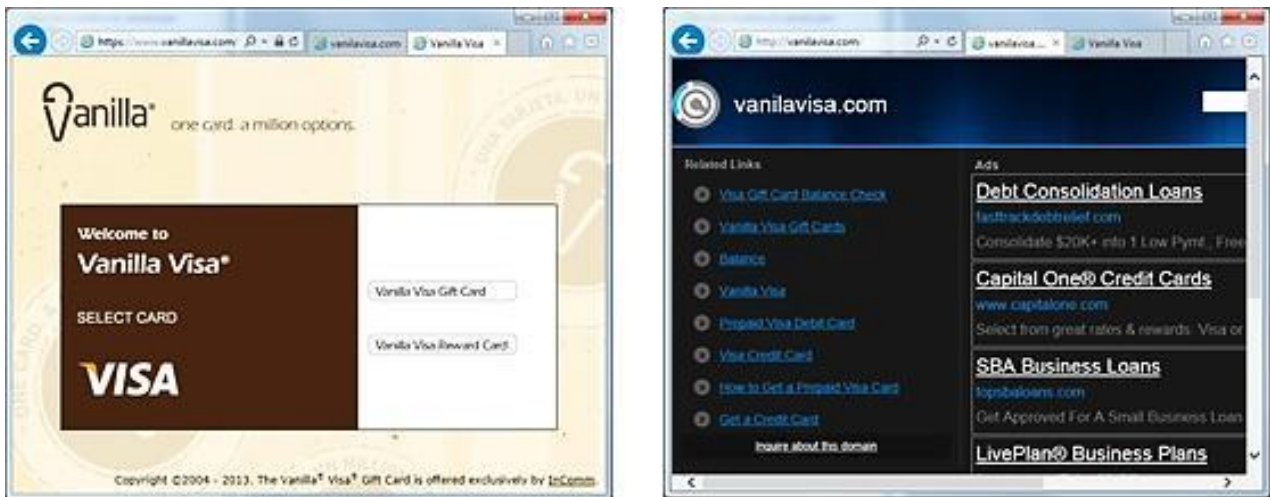 https://www.vanillavisa.com/
vanilavisa.com
Vanilla Visa
Vanilla®
one card. a million options.
Welcome to
Vanilla Visa®
SELECT CARD
VISA
Vanilla Visa Gift Card
Vanilla Visa Reward Card
Copyright ©2004 - 2013. The Vanilla† Visa† Gift Card is offered exclusively by InComm.
http://vanilavisa.com/
vanilavisa...
Vanilla Visa
vanilavisa.com
Related Links
Visa Gift Card Balance Check
Vanilla Visa Gift Cards
Balance
Vanilla Visa
Prepaid Visa Debit Card
Visa Credit Card
How to Get a Prepaid Visa Card
Get a Credit Card
Inquire about this domain
Ads
Debt Consolidation Loans
fasttrackdebtrelief.com
Consolidate $20K+ into 1 Low Pymt., Free
Capital One® Credit Cards
www.capitalone.com
Select from great rates & rewards. Visa or
SBA Business Loans
topsbaloans.com
Get Approved For A Small Business Loan
LivePlan® Business Plans